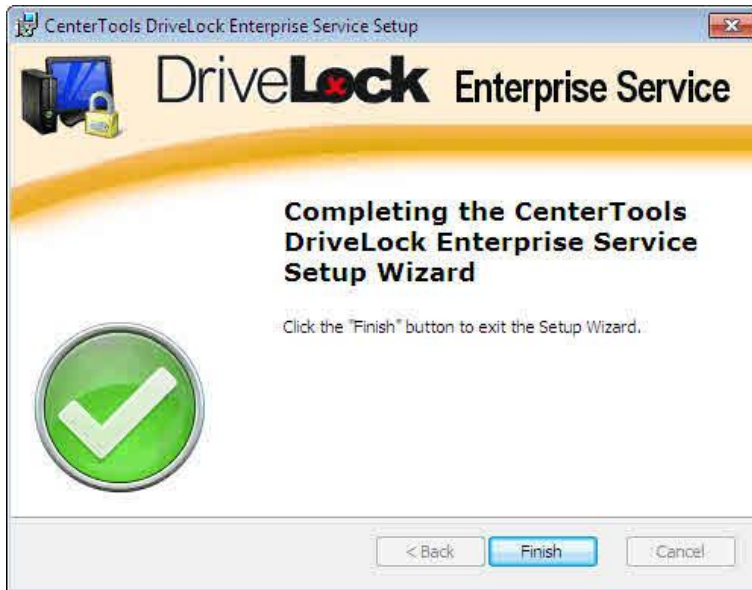 CenterTools DriveLock Enterprise Service Setup
DriveLock Enterprise Service
Completing the CenterTools
DriveLock Enterprise Service
Setup Wizard
Click the "Finish" button to exit the Setup Wizard.
< Back Finish Cancel